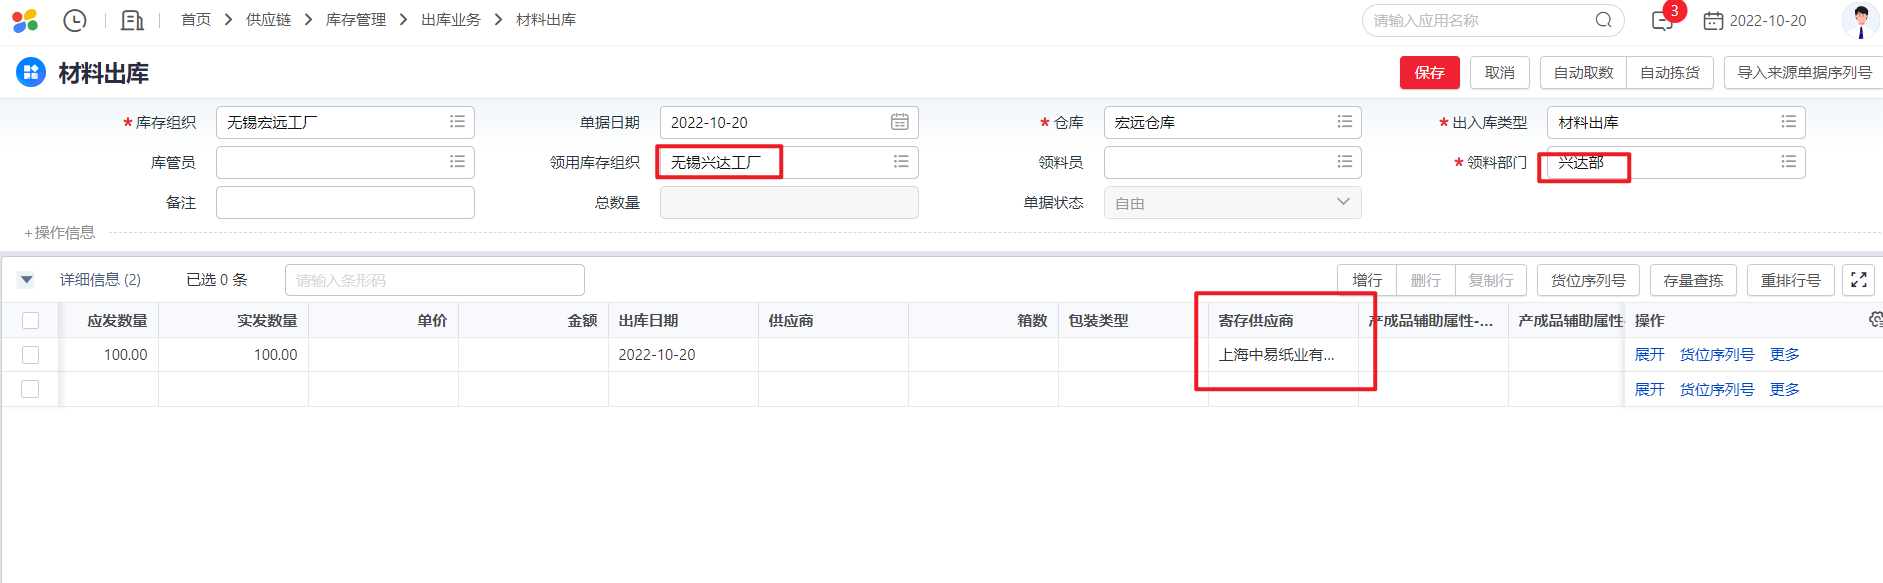 首页 > 供应链 > 库存管理 > 出库业务 > 材料出库 请输入应用名称 3 2022-10-20
材料出库 保存 取消 自动取数 自动拣货 导入来源单据序列号
* 库存组织 无锡宏远工厂 单据日期 2022-10-20 * 仓库 宏远仓库 * 出入库类型 材料出库
库管员 领用库存组织 无锡兴达工厂 领料员 * 领料部门 兴达部
备注 总数量 单据状态 自由
+操作信息
详细信息 (2) 已选 0 条 请输入条形码 增行 删行 复制行 货位序列号 存量查拣 重排行号
应发数量 实发数量 单价 金额 出库日期 供应商 箱数 包装类型 寄存供应商 产成品辅助属性-... 产成品辅助属性- 操作
100.00 100.00 2022-10-20 上海中易纸业有... 展开 货位序列号 更多
展开 货位序列号 更多